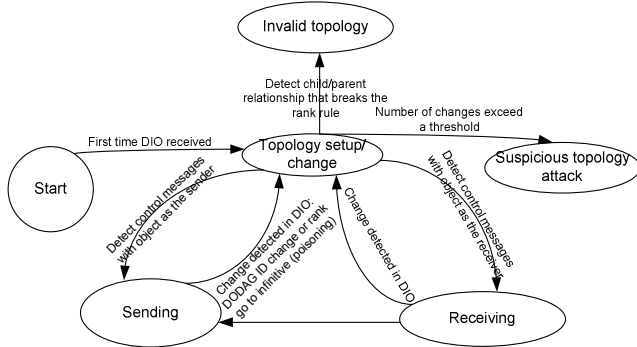 Invalid topology
Detect child/parent
relationship that breaks the
rank rule
Number of changes exceed
a threshold
First time DIO received
Topology setup/
change
Suspicious topology
attack
Start
Detect control messages
with object as the sender
Change detected in DIO:
DODAG ID change or rank
go to infinitive (poisoning)
Change detected in DIO
Detect control messages
with object as the receiver
Sending
Receiving